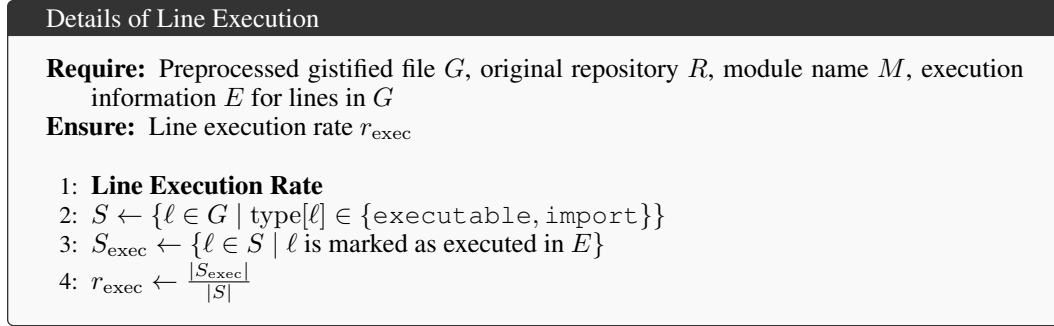 Details of Line Execution
Require: Preprocessed gistified file G, original repository R, module name M, execution
information E for lines in G
Ensure: Line execution rate r_exec
1: Line Execution Rate
2: S ← {ℓ ∈ G | type[ℓ] ∈ {executable, import}}
3: S_exec ← {ℓ ∈ S | ℓ is marked as executed in E}
4: r_exec ← |S_exec| / |S|